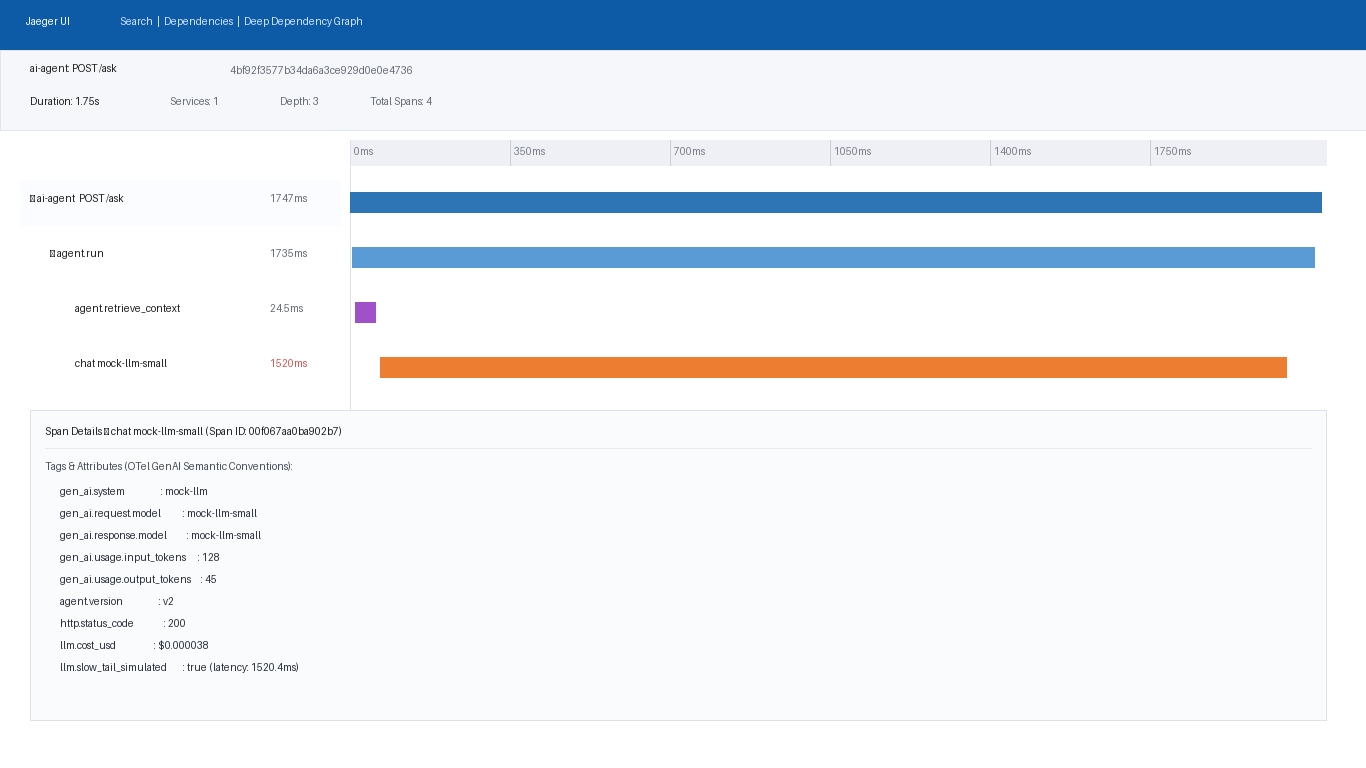 Jaeger UI
Search | Dependencies | Deep Dependency Graph
ai-agent: POST /ask 4bf92f3577b34da6a3ce929d0e0e4736
Duration: 1.75s Services: 1 Depth: 3 Total Spans: 4
0ms 350ms 700ms 1050ms 1400ms 1750ms
ai-agent: POST /ask 1747ms
agent.run 1735ms
agent.retrieve_context 24.5ms
chat mock-llm-small 1520ms
Span Details chat mock-llm-small (Span ID: 00f067aa0ba902b7)
Tags & Attributes (OTel GenAI Semantic Conventions):
gen_ai.system : mock-llm
gen_ai.request.model : mock-llm-small
gen_ai.response.model : mock-llm-small
gen_ai.usage.input_tokens : 128
gen_ai.usage.output_tokens : 45
agent.version : v2
http.status_code : 200
llm.cost_usd : $0.000038
llm.slow_tail_simulated : true (latency: 1520.4ms)